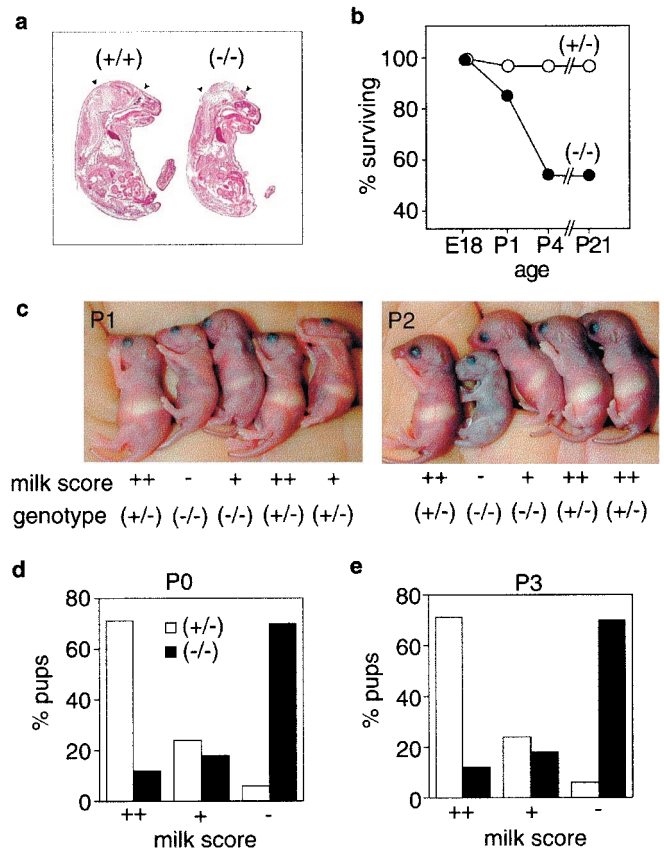 a
(+/+) (-/-)
b
% surviving
100
80
60
40
(+/-)
(-/-)
E18 P1 P4 P21
age
c
P1
P2
milk score ++ - + ++ + ++ - + ++ ++
genotype (+/-) (-/-) (-/-) (+/-) (+/-) (+/-) (-/-) (-/-) (+/-) (+/-)
d
P0
% pups
80
60
40
20
0
(+/-)
(-/-)
++ + -
milk score
e
P3
% pups
80
60
40
20
0
++ + -
milk score